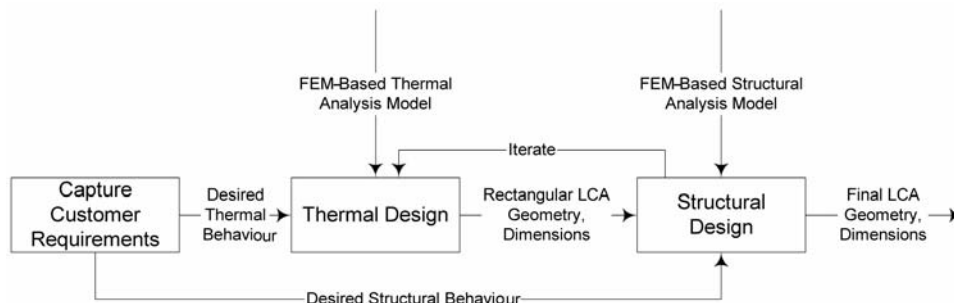 FEM-Based Thermal
Analysis Model
FEM-Based Structural
Analysis Model
Iterate
Capture
Customer
Requirements
Desired
Thermal
Behaviour
Thermal Design
Rectangular LCA
Geometry,
Dimensions
Structural
Design
Final LCA
Geometry,
Dimensions
Desired Structural Behaviour